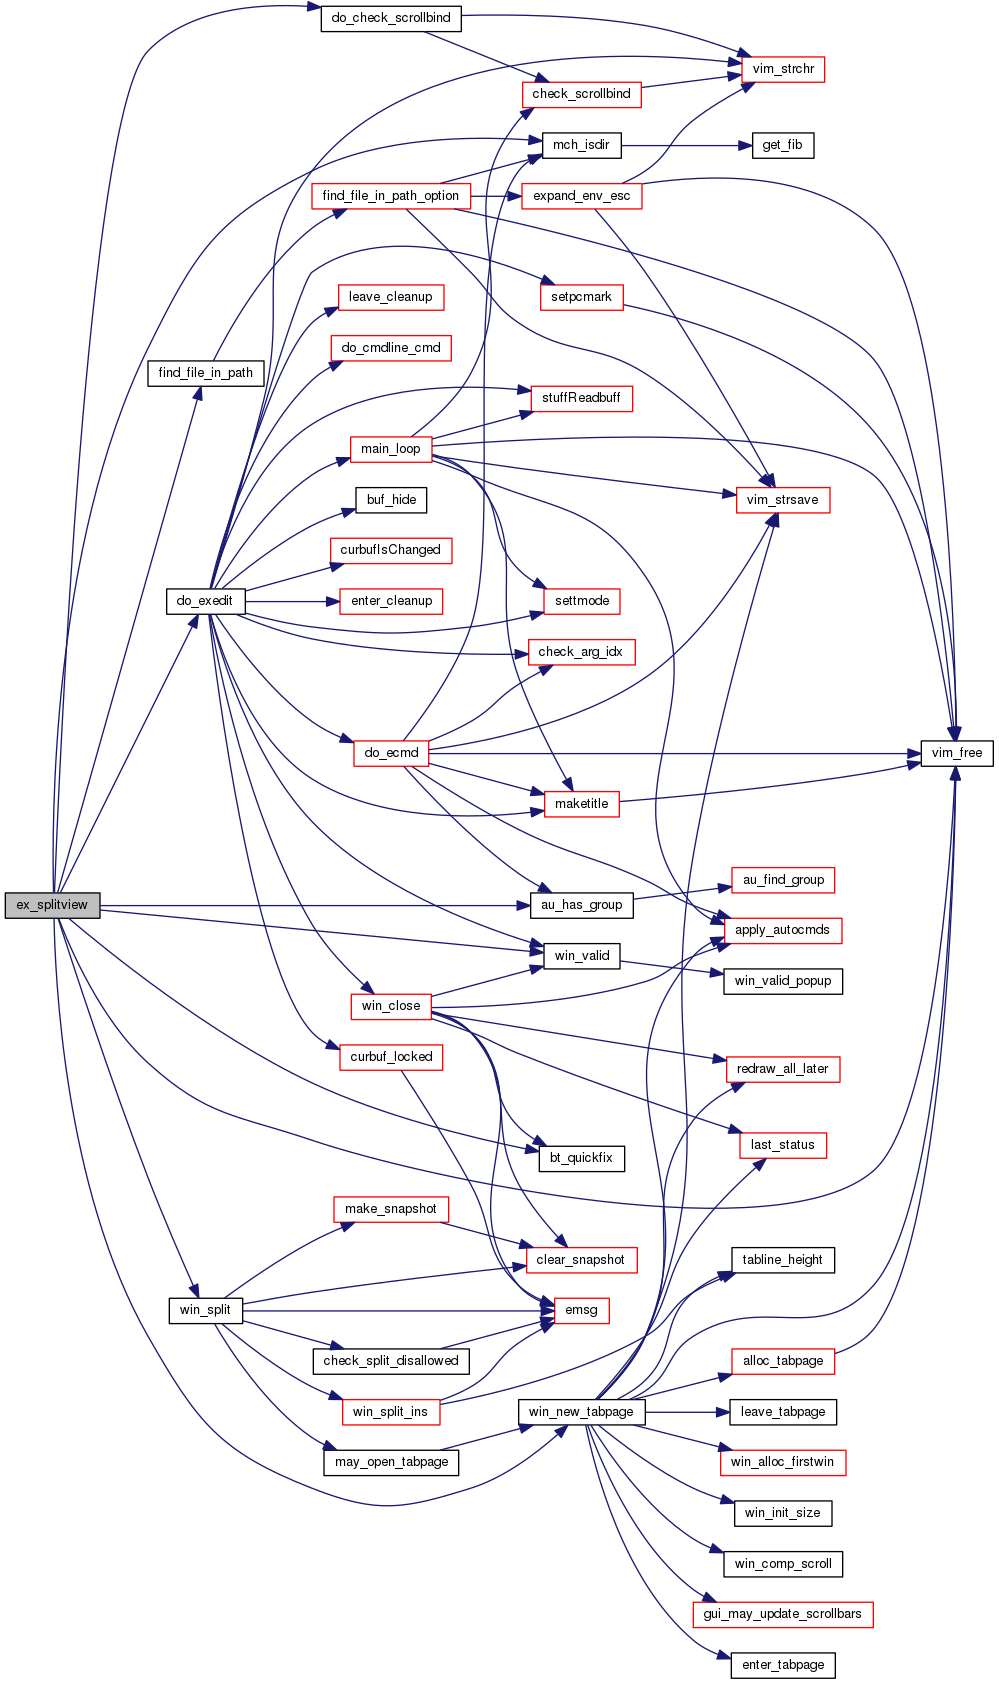 do_check_scrollbind
vim_strchr
check_scrollbind
mch_isdir
get_fib
find_file_in_path_option
expand_env_esc
leave_cleanup
setpcmark
do_cmdline_cmd
find_file_in_path
stuffReadbuff
main_loop
buf_hide
vim_strsave
curbufIsChanged
do_exedit
enter_cleanup
settmode
check_arg_idx
do_ecmd
vim_free
maketitle
au_find_group
ex_splitview
au_has_group
apply_autocmds
win_valid
win_valid_popup
win_close
curbuf_locked
redraw_all_later
last_status
bt_quickfix
make_snapshot
clear_snapshot
tabline_height
win_split
emsg
check_split_disallowed
alloc_tabpage
win_split_ins
win_new_tabpage
leave_tabpage
may_open_tabpage
win_alloc_firstwin
win_init_size
win_comp_scroll
gui_may_update_scrollbars
enter_tabpage